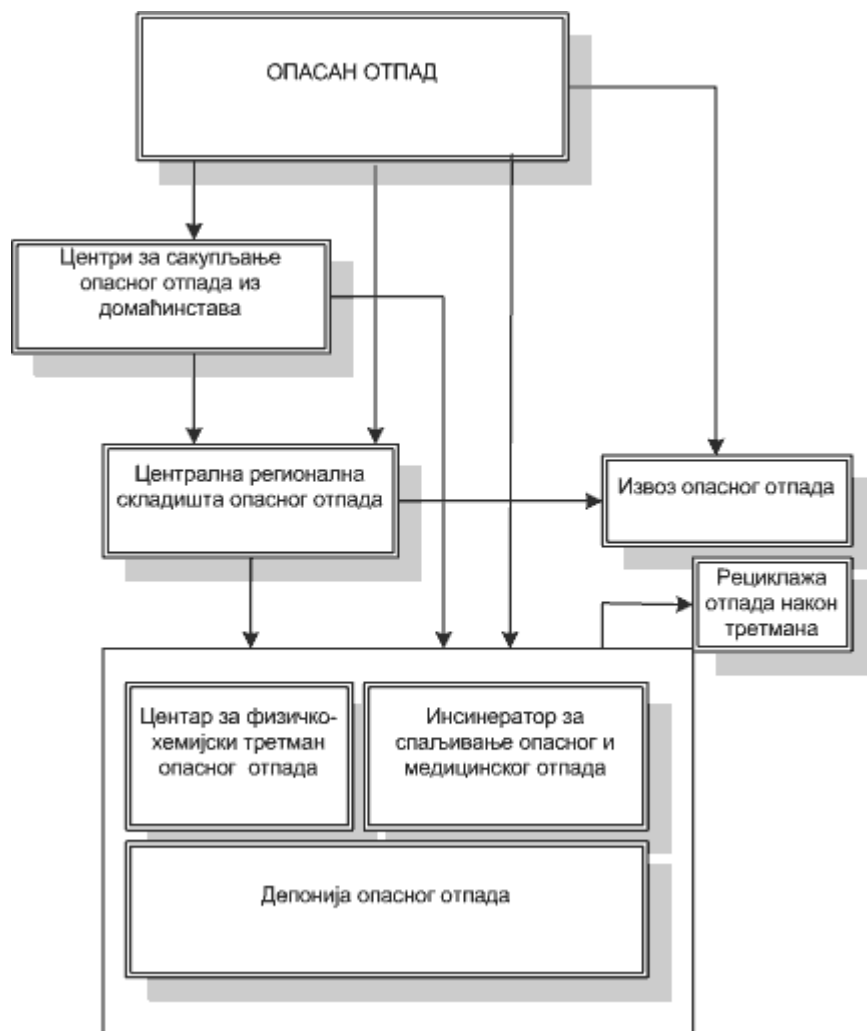 ОПАСАН ОТПАД
Центри за сакупљање
опасног отпада из
домаћинстава
Централна регионална
складишта опасног отпада
Извоз опасног отпада
Рециклажа
отпада након
третмана
Центар за физичко-
хемијски третман
опасног отпада
Инсинератор за
спаљивање опасног и
медицинског отпада
Депонија опасног отпада